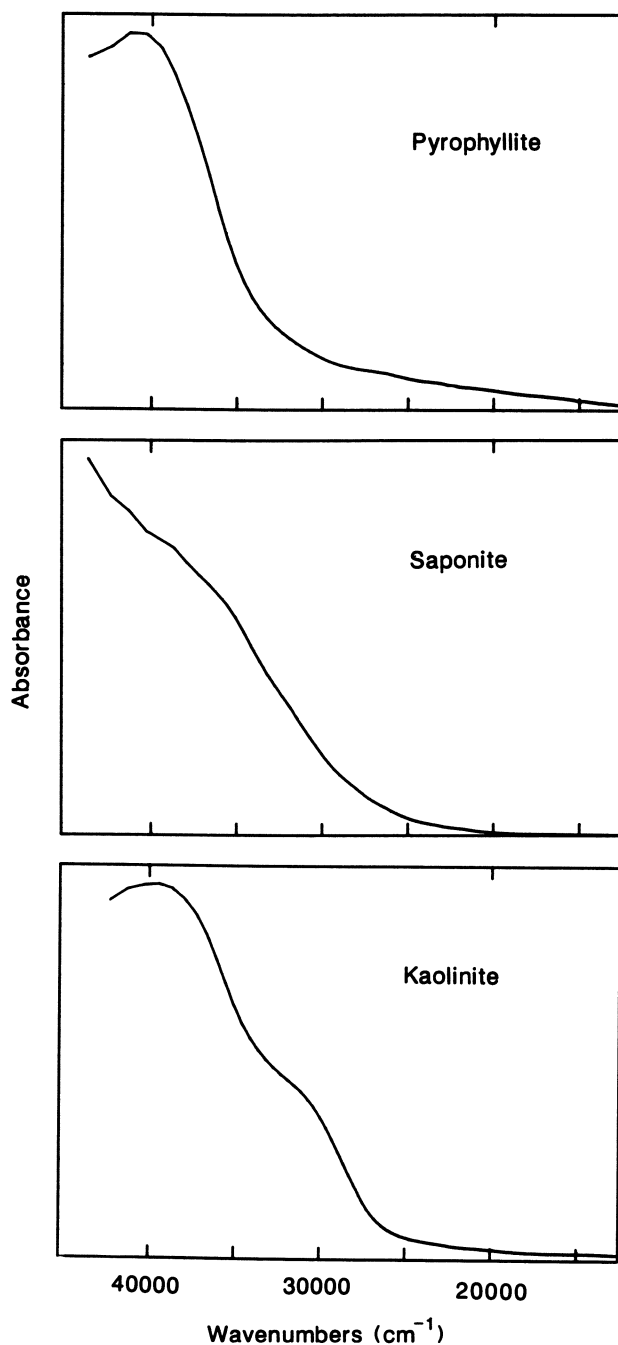 Pyrophyllite
Saponite
Absorbance
Kaolinite
40000 30000 20000
Wavenumbers (cm⁻¹)